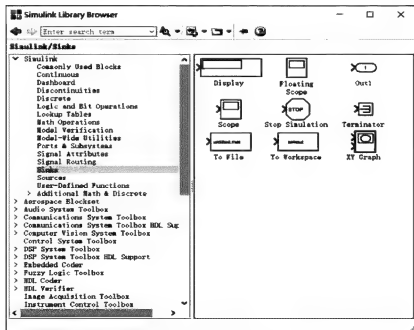 Simulink Library Browser
Enter search term
Simulink/Sinks
Simulink
Commonly Used Blocks
Continuous
Dashboard
Discontinuities
Discrete
Logic and Bit Operations
Lookup Tables
Math Operations
Model Verification
Model-Wide Utilities
Ports & Subsystems
Signal Attributes
Signal Routing
Sinks
Sources
User-Defined Functions
Additional Math & Discrete
Aerospace Blockset
Audio System Toolbox
Communications System Toolbox
Communications System Toolbox HDL Sup
Computer Vision System Toolbox
Control System Toolbox
DSP System Toolbox
DSP System Toolbox HDL Support
Embedded Coder
Fuzzy Logic Toolbox
HDL Coder
HDL Verifier
Image Acquisition Toolbox
Instrument Control Toolbox
Display
Floating
Scope
1
Out1
Scope
STOP
Stop Simulation
Terminator
untitled.mat
To File
simout
To Workspace
XY Graph